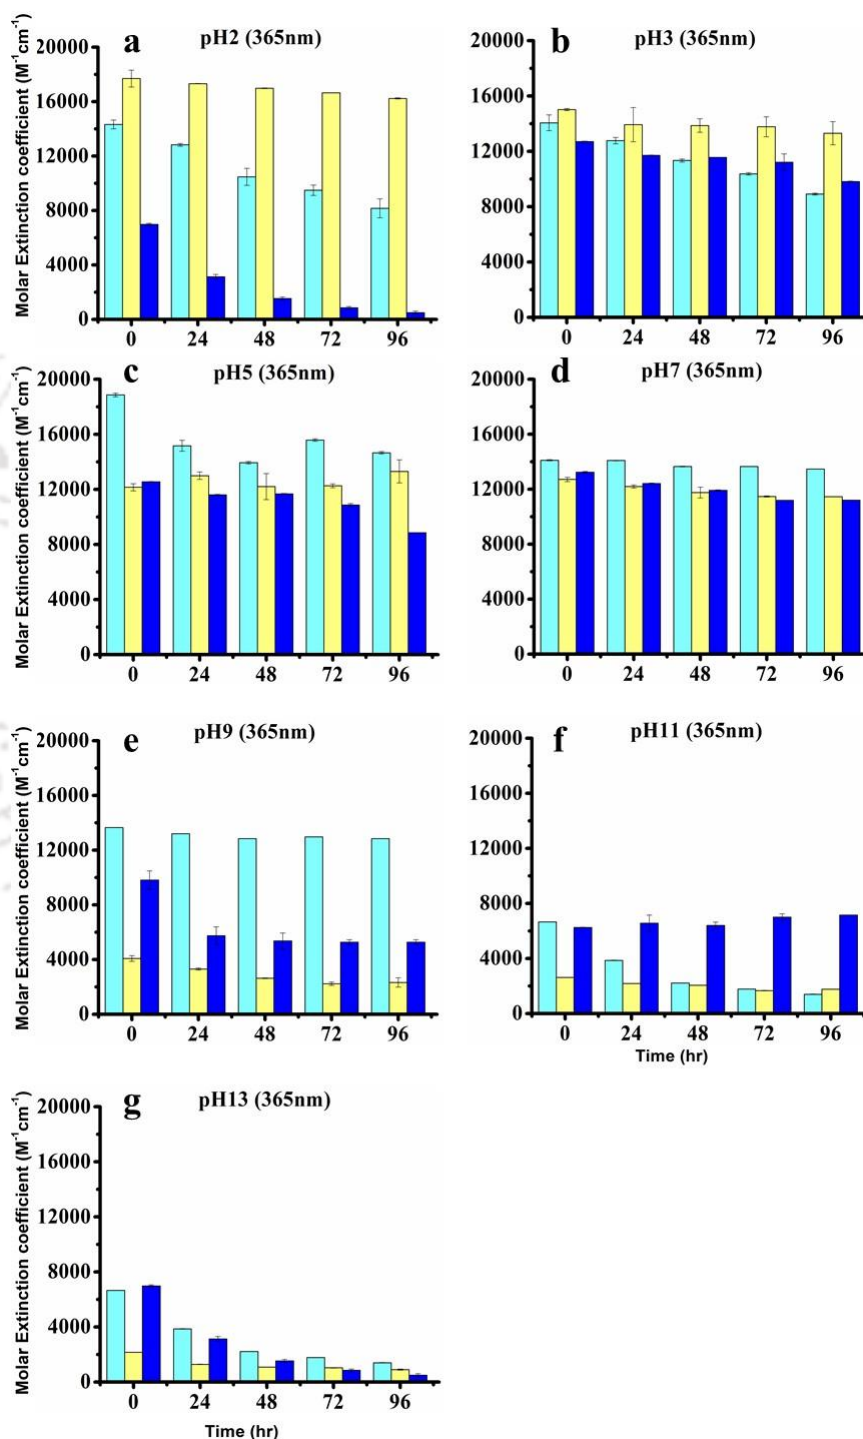 a pH2 (365nm)
Molar Extinction coefficient (M⁻¹cm⁻¹)
20000
16000
12000
8000
4000
0
0 24 48 72 96
b pH3 (365nm)
20000
16000
12000
8000
4000
0
0 24 48 72 96
c pH5 (365nm)
Molar Extinction coefficient (M⁻¹cm⁻¹)
20000
16000
12000
8000
4000
0
0 24 48 72 96
d pH7 (365nm)
20000
16000
12000
8000
4000
0
0 24 48 72 96
e pH9 (365nm)
Molar Extinction coefficient (M⁻¹cm⁻¹)
20000
16000
12000
8000
4000
0
0 24 48 72 96
f pH11 (365nm)
20000
16000
12000
8000
4000
0
0 24 48 72 96
Time (hr)
g pH13 (365nm)
Molar Extinction coefficient (M⁻¹cm⁻¹)
20000
16000
12000
8000
4000
0
0 24 48 72 96
Time (hr)